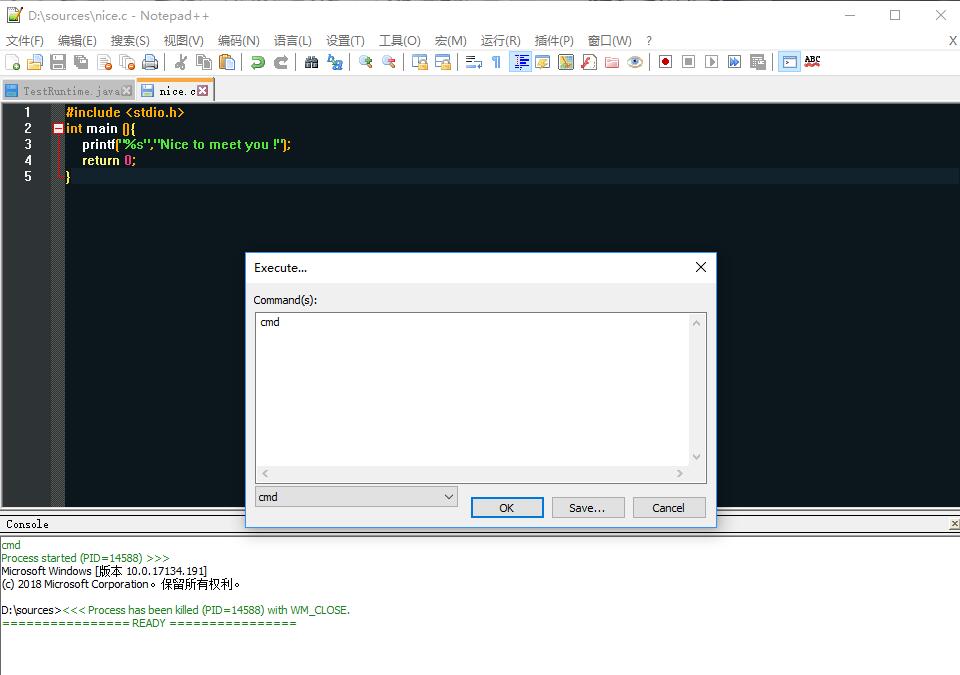 D:\sources\nice.c - Notepad++
文件(F) 编辑(E) 搜索(S) 视图(V) 编码(N) 语言(L) 设置(T) 工具(O) 宏(M) 运行(R) 插件(P) 窗口(W) ? X
ABC
TestRuntime.java nice.c
1 #include <stdio.h>
2 int main (){
3 printf("%s","Nice to meet you !");
4 return 0;
5 }
Execute...
Command(s):
cmd
cmd
OK Save... Cancel
Console
cmd
Process started (PID=14588) >>>
Microsoft Windows [版本 10.0.17134.191]
(c) 2018 Microsoft Corporation。保留所有权利。
D:\sources><<< Process has been killed (PID=14588) with WM_CLOSE.
================ READY ================